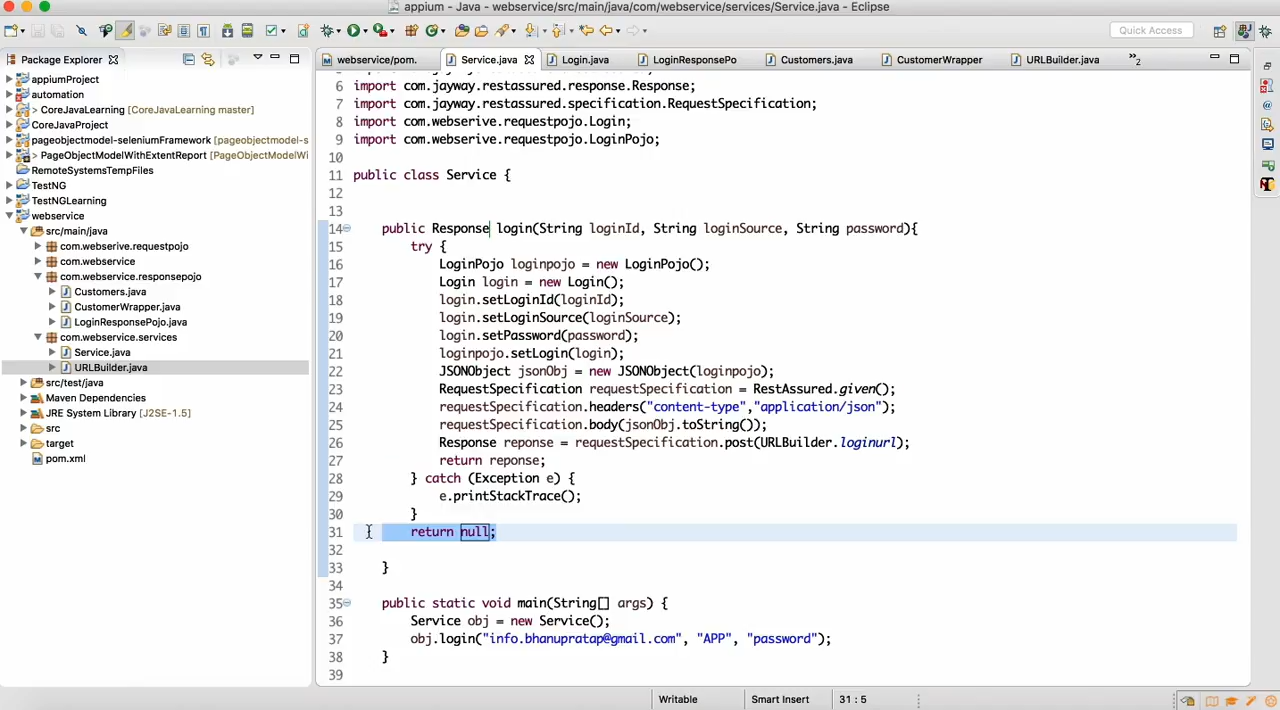 appium - Java - webservice/src/main/java/com/webservice/services/Service.java - Eclipse
Quick Access
Package Explorer
webservice/pom.
Service.java
Login.java
LoginResponsePo
Customers.java
CustomerWrapper
URLBuilder.java
»2
appiumProject
automation
> CoreJavaLearning [CoreJavaLearning master]
CoreJavaProject
pageobjectmodel-seleniumFramework [pageobjectmodel-s
> PageObjectModelWithExtentReport [PageObjectModelWi
RemoteSystemsTempFiles
TestNG
TestNGLearning
webservice
src/main/java
com.webserive.requestpojo
com.webservice
com.webservice.responsepojo
Customers.java
CustomerWrapper.java
LoginResponsePojo.java
com.webservice.services
Service.java
URLBuilder.java
src/test/java
Maven Dependencies
JRE System Library [J2SE-1.5]
src
target
pom.xml
6 import com.jayway.restassured.response.Response;
7 import com.jayway.restassured.specification.RequestSpecification;
8 import com.webserive.requestpojo.Login;
9 import com.webserive.requestpojo.LoginPojo;
10
11 public class Service {
12
13
14 public Response login(String loginId, String loginSource, String password){
15 try {
16 LoginPojo loginpojo = new LoginPojo();
17 Login login = new Login();
18 login.setLoginId(loginId);
19 login.setLoginSource(loginSource);
20 login.setPassword(password);
21 loginpojo.setLogin(login);
22 JSONObject jsonObj = new JSONObject(loginpojo);
23 RequestSpecification requestSpecification = RestAssured.given();
24 requestSpecification.headers("content-type","application/json");
25 requestSpecification.body(jsonObj.toString());
26 Response reponse = requestSpecification.post(URLBuilder.loginurl);
27 return reponse;
28 } catch (Exception e) {
29 e.printStackTrace();
30 }
31 return null;
32
33 }
34
35 public static void main(String[] args) {
36 Service obj = new Service();
37 obj.login("info.bhanupratap@gmail.com", "APP", "password");
38 }
39
Writable
Smart Insert
31 : 5